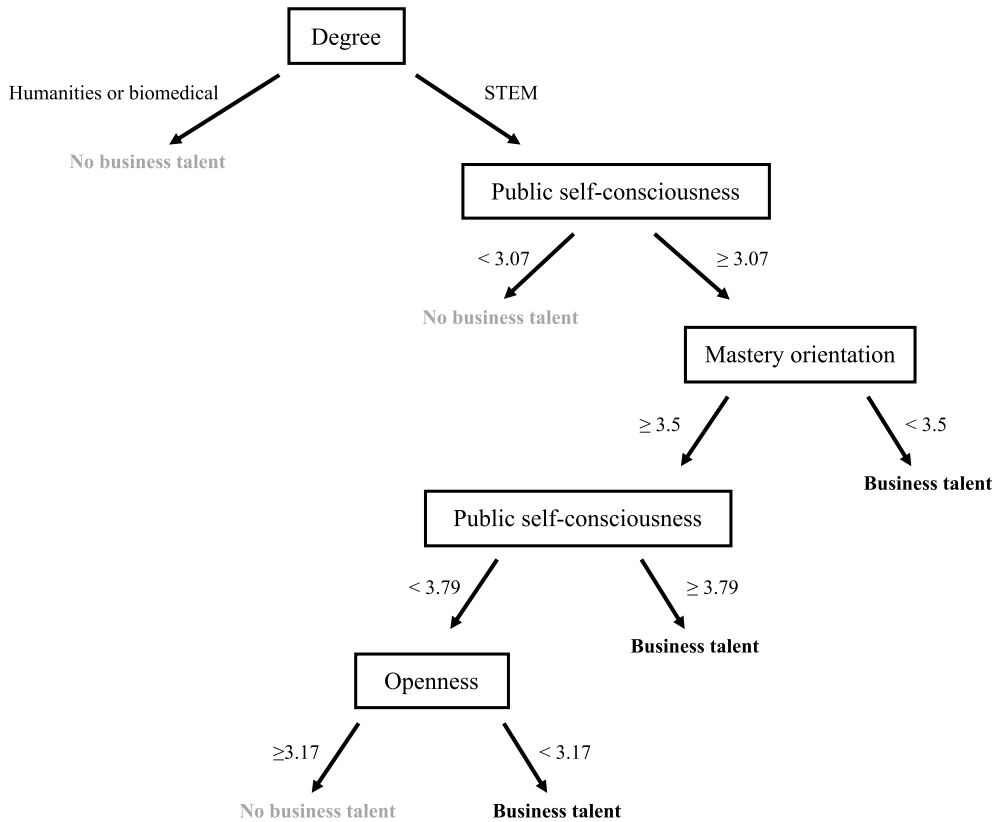 Degree
Humanities or biomedical
STEM
No business talent
Public self-consciousness
< 3.07
≥ 3.07
No business talent
Mastery orientation
≥ 3.5
< 3.5
Business talent
Public self-consciousness
< 3.79
≥ 3.79
Business talent
Openness
≥3.17
< 3.17
No business talent
Business talent